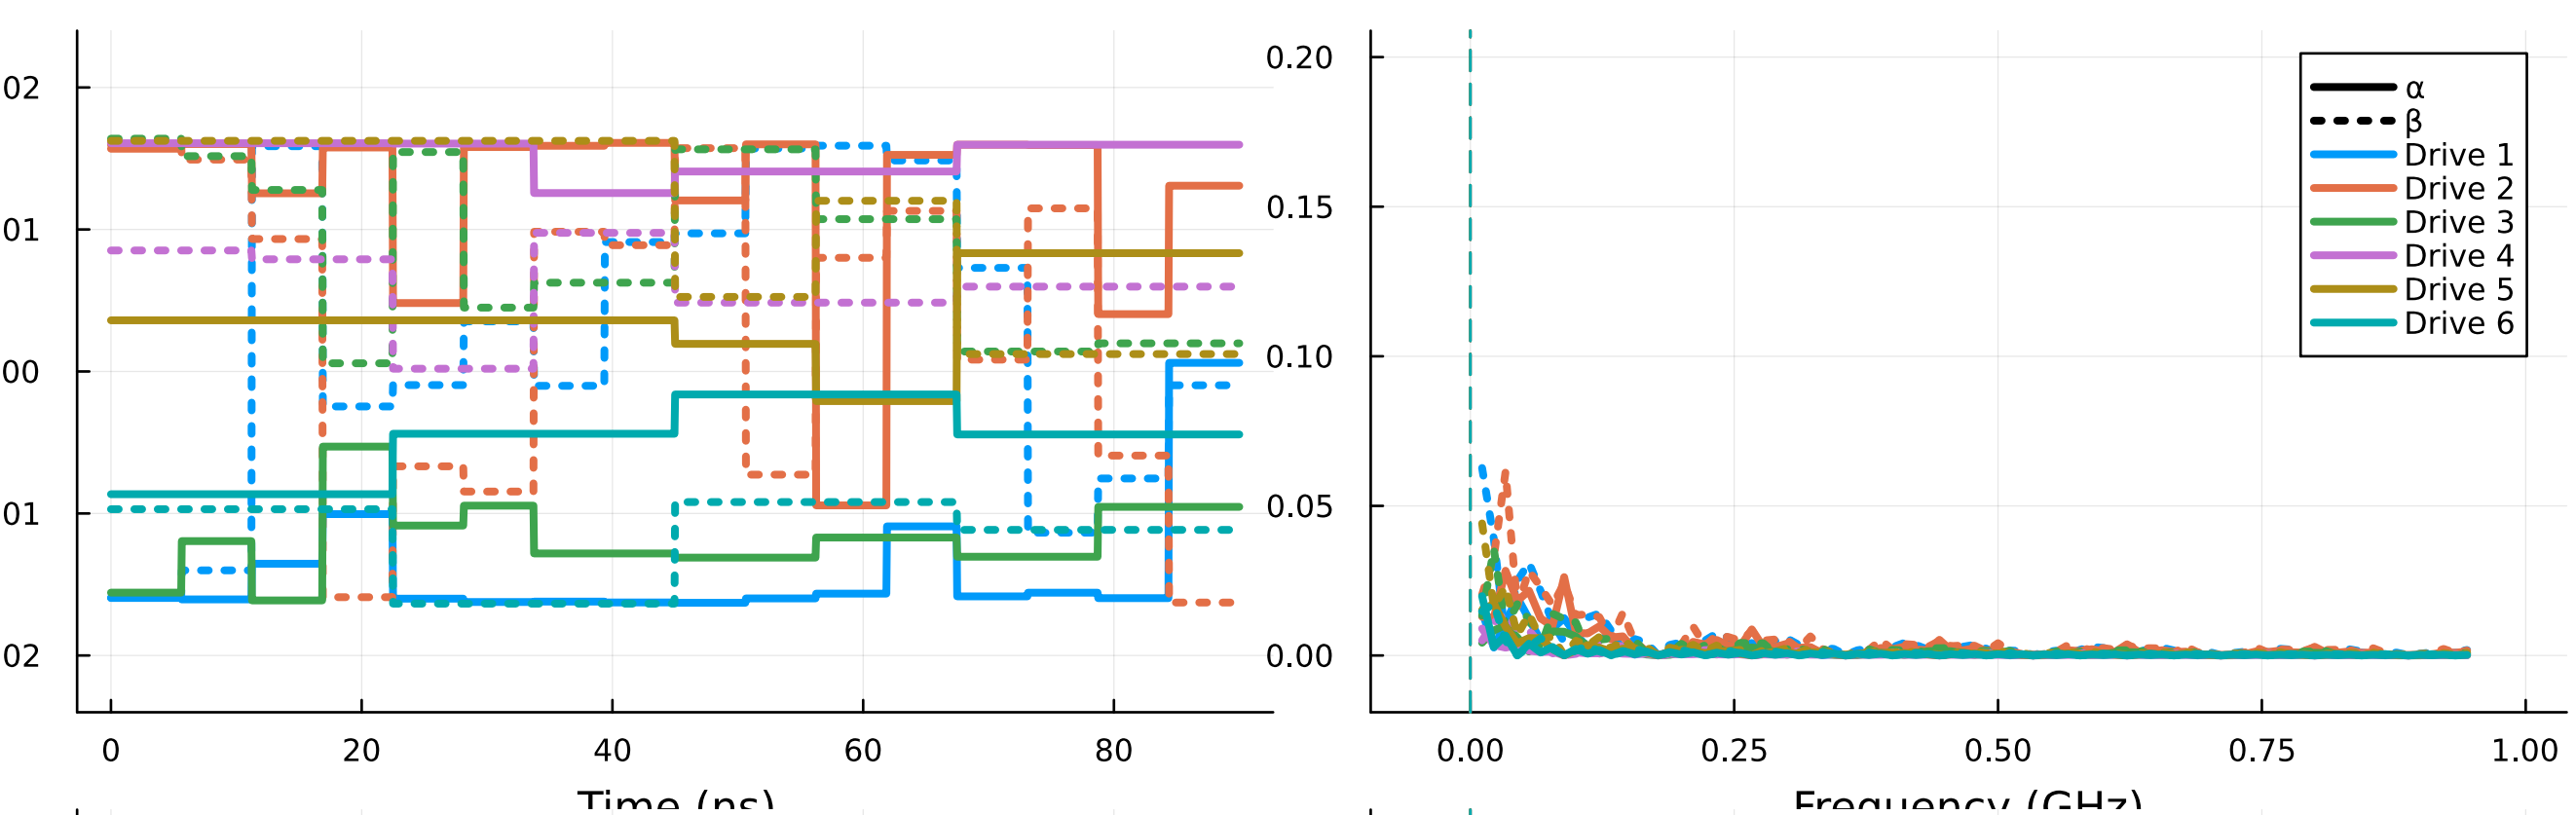 02
01
00
01
02
0
20
40
60
80
Time (ns)
0.20
0.15
0.10
0.05
0.00
0.00
0.25
0.50
0.75
1.00
Frequency (GHz)
α
β
Drive 1
Drive 2
Drive 3
Drive 4
Drive 5
Drive 6